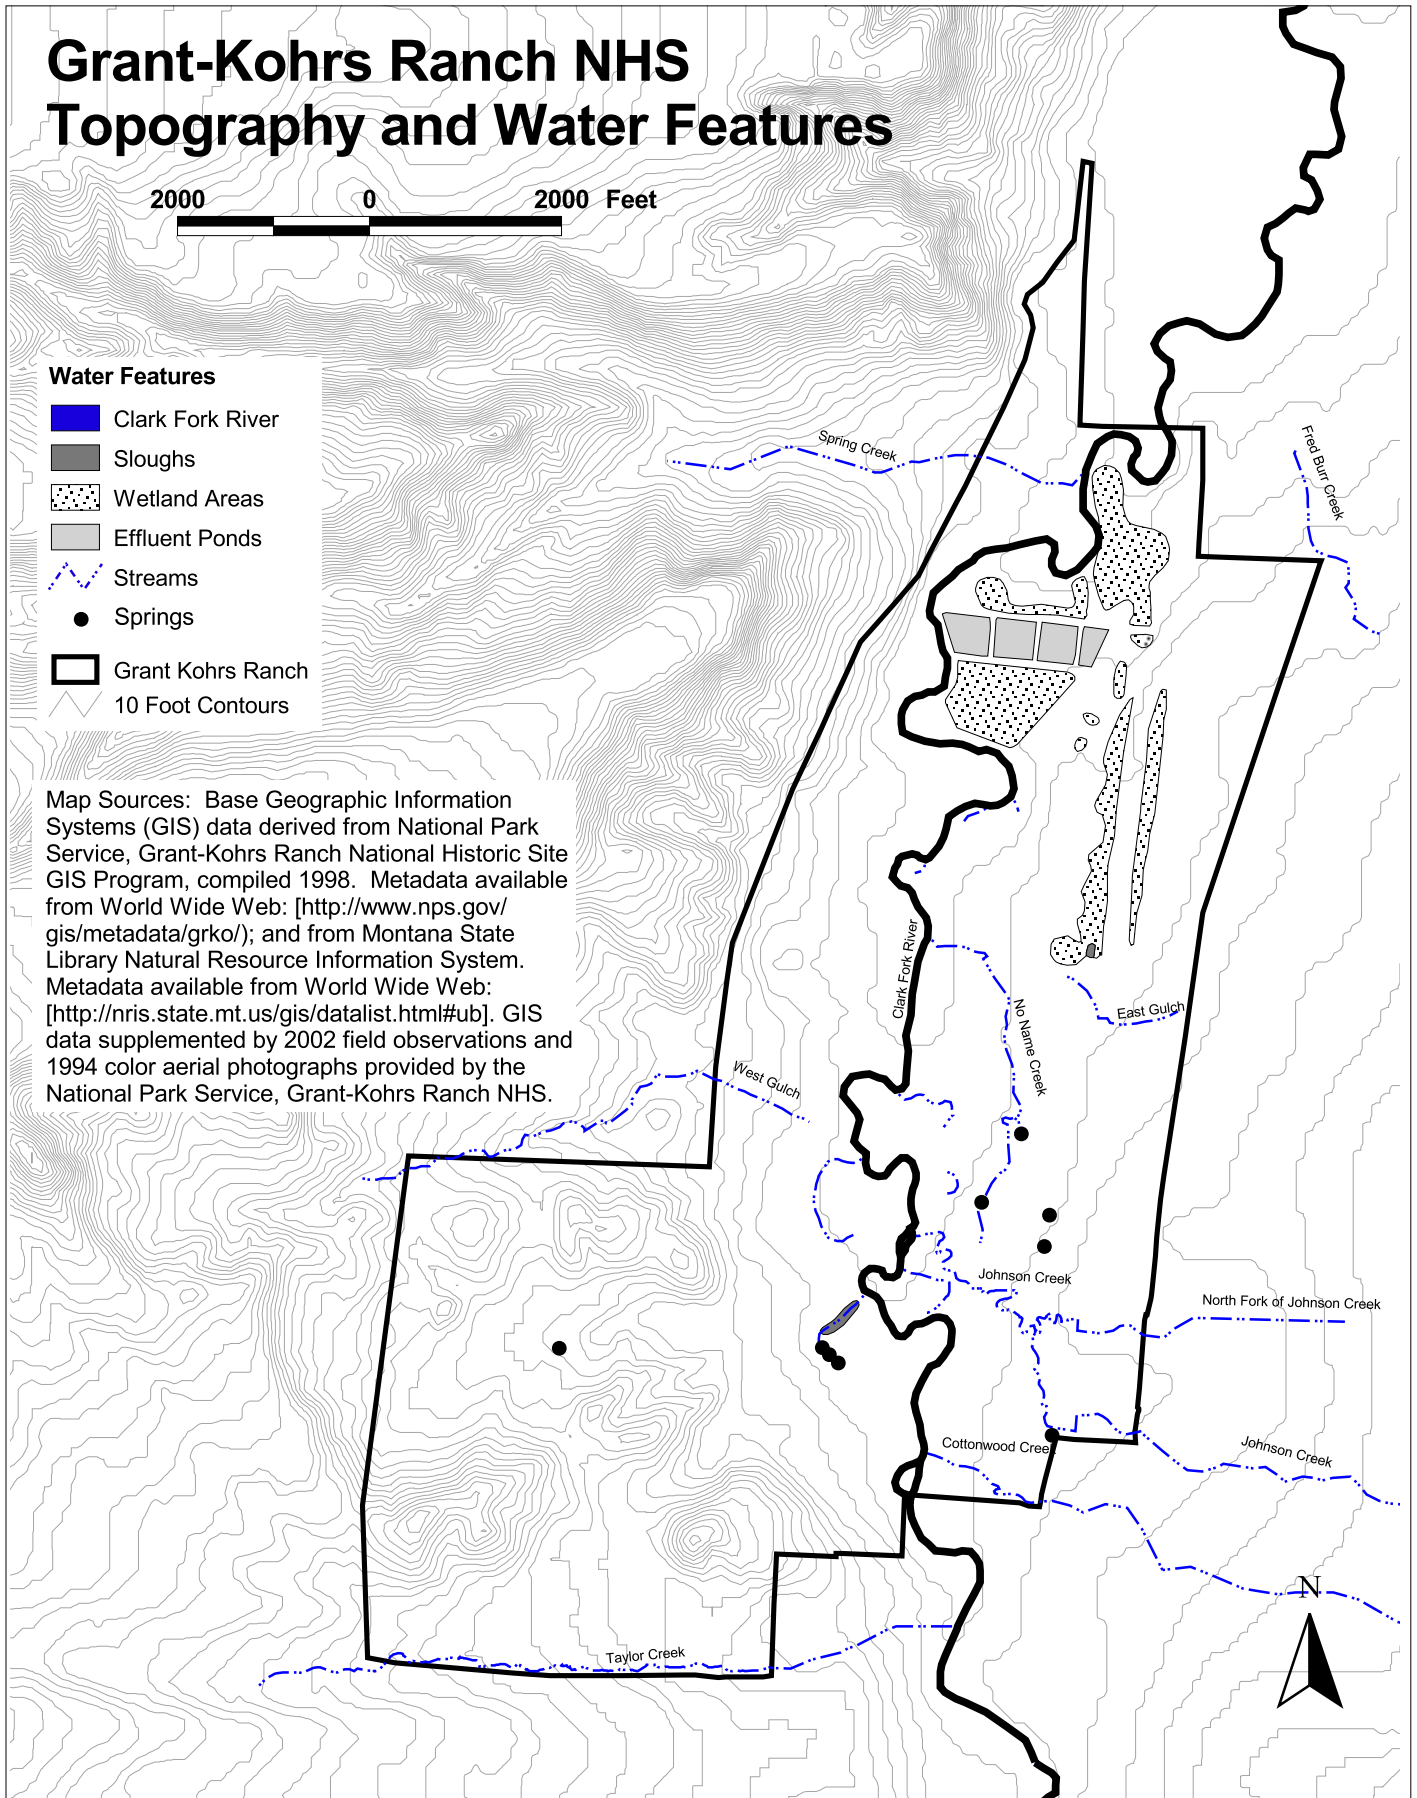 Grant-Kohrs Ranch NHS
Topography and Water Features
2000 0 2000 Feet
Water Features
Clark Fork River
Sloughs
Wetland Areas
Effluent Ponds
Streams
Springs
Grant Kohrs Ranch
10 Foot Contours
Map Sources: Base Geographic Information
Systems (GIS) data derived from National Park
Service, Grant-Kohrs Ranch National Historic Site
GIS Program, compiled 1998. Metadata available
from World Wide Web: [http://www.nps.gov/
gis/metadata/grko/); and from Montana State
Library Natural Resource Information System.
Metadata available from World Wide Web:
[http://nris.state.mt.us/gis/datalist.html#ub]. GIS
data supplemented by 2002 field observations and
1994 color aerial photographs provided by the
National Park Service, Grant-Kohrs Ranch NHS.
Spring Creek
Fred Burr Creek
Clark Fork River
No Name Creek
East Gulch
West Gulch
Johnson Creek
North Fork of Johnson Creek
Cottonwood Creek
Johnson Creek
Taylor Creek
N